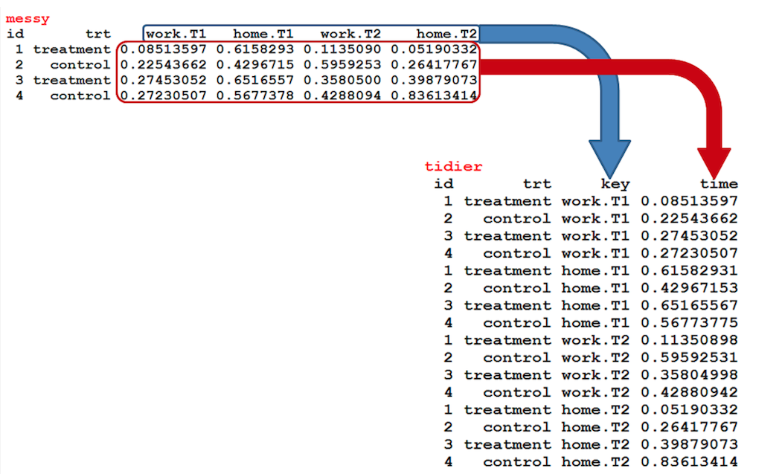 messy
id trt work.T1 home.T1 work.T2 home.T2
1 treatment 0.08513597 0.6158293 0.1135090 0.05190332
2 control 0.22543662 0.4296715 0.5959253 0.26417767
3 treatment 0.27453052 0.6516557 0.3580500 0.39879073
4 control 0.27230507 0.5677378 0.4288094 0.83613414
tidier
id trt key time
1 treatment work.T1 0.08513597
2 control work.T1 0.22543662
3 treatment work.T1 0.27453052
4 control work.T1 0.27230507
1 treatment home.T1 0.61582931
2 control home.T1 0.42967153
3 treatment home.T1 0.65165567
4 control home.T1 0.56773775
1 treatment work.T2 0.11350898
2 control work.T2 0.59592531
3 treatment work.T2 0.35804998
4 control work.T2 0.42880942
1 treatment home.T2 0.05190332
2 control home.T2 0.26417767
3 treatment home.T2 0.39879073
4 control home.T2 0.83613414